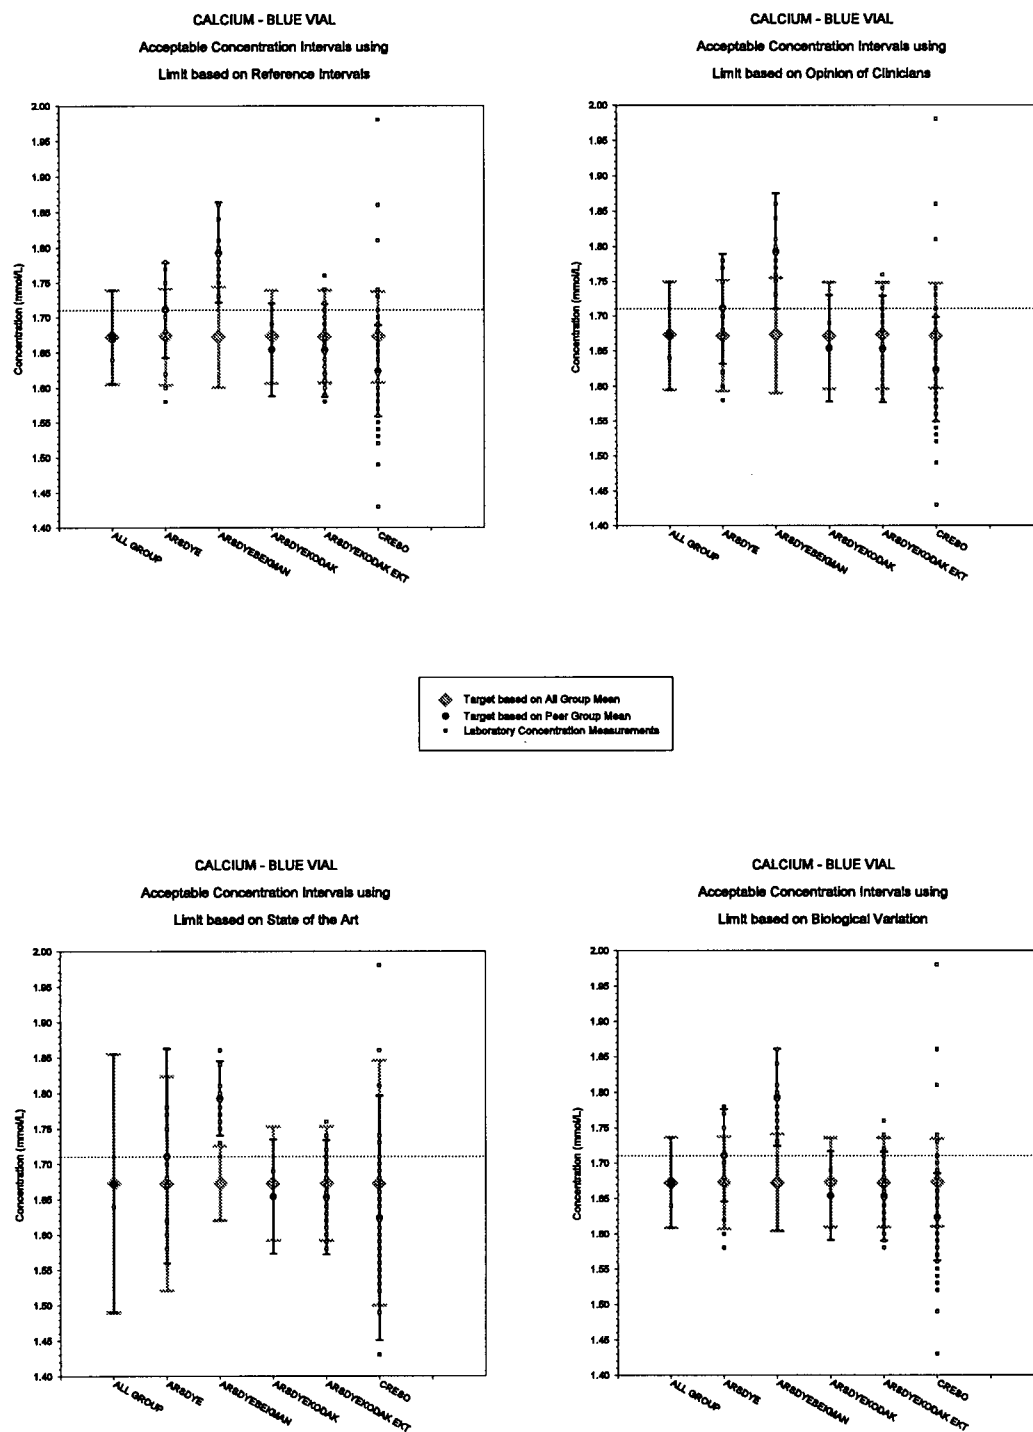 CALCIUM - BLUE VIAL
Acceptable Concentration Intervals using
Limit based on Reference Intervals
2.00
1.95
1.90
1.85
1.80
1.75
1.70
1.65
1.60
1.55
1.50
1.45
1.40
Concentration (mmol/L)
ALL GROUP
ARSDYE
ARSDYEBEKMAN
ARSDYEKODAK
ARSDYEKODAK EKT
CRESO
CALCIUM - BLUE VIAL
Acceptable Concentration Intervals using
Limit based on Opinion of Clinicians
2.00
1.95
1.90
1.85
1.80
1.75
1.70
1.65
1.60
1.55
1.50
1.45
1.40
Concentration (mmol/L)
ALL GROUP
ARSDYE
ARSDYEBEKMAN
ARSDYEKODAK
ARSDYEKODAK EKT
CRESO
Target based on All Group Mean
Target based on Peer Group Mean
Laboratory Concentration Measurements
CALCIUM - BLUE VIAL
Acceptable Concentration Intervals using
Limit based on State of the Art
2.00
1.95
1.90
1.85
1.80
1.75
1.70
1.65
1.60
1.55
1.50
1.45
1.40
Concentration (mmol/L)
ALL GROUP
ARSDYE
ARSDYEBEKMAN
ARSDYEKODAK
ARSDYEKODAK EKT
CRESO
CALCIUM - BLUE VIAL
Acceptable Concentration Intervals using
Limit based on Biological Variation
2.00
1.95
1.90
1.85
1.80
1.75
1.70
1.65
1.60
1.55
1.50
1.45
1.40
Concentration (mmol/L)
ALL GROUP
ARSDYE
ARSDYEBEKMAN
ARSDYEKODAK
ARSDYEKODAK EKT
CRESO